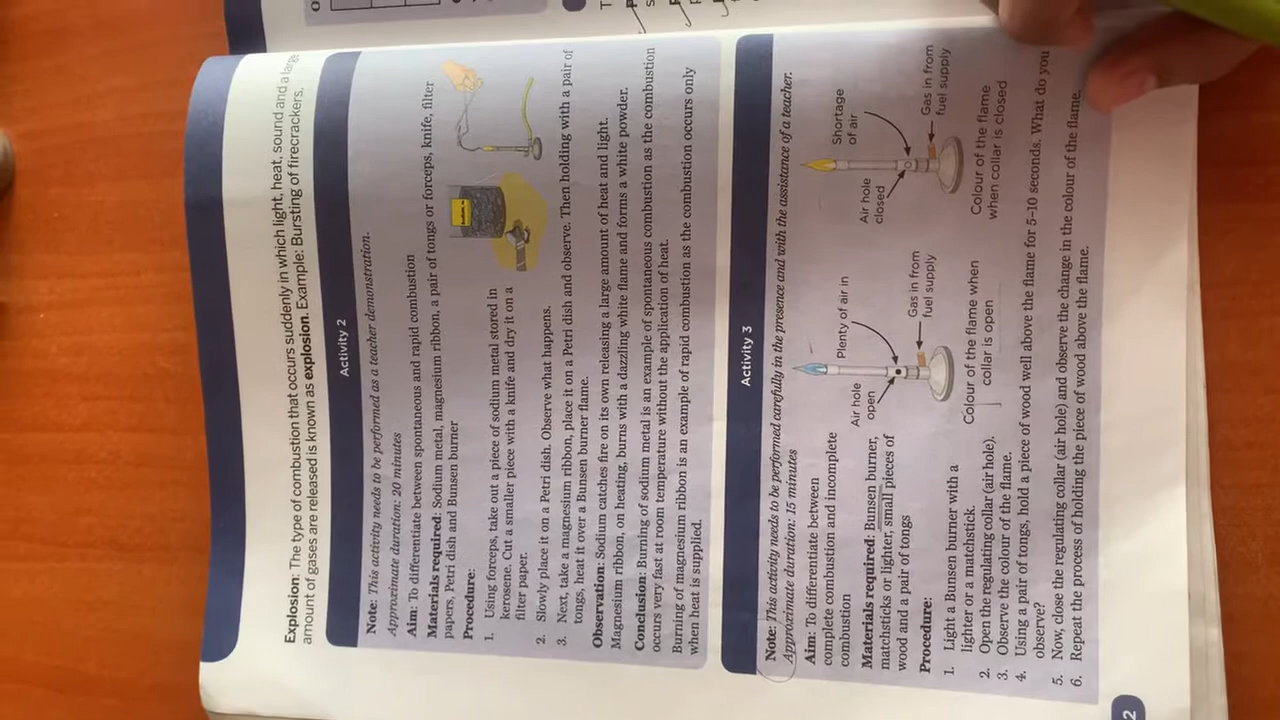 Explosion: The type of combustion that occurs suddenly in which light, heat, sound and a large
amount of gases are released is known as explosion. Example: Bursting of firecrackers.
Activity 2
Note: This activity needs to be performed as a teacher demonstration.
Approximate duration: 20 minutes
Aim: To differentiate between spontaneous and rapid combustion
Materials required: Sodium metal, magnesium ribbon, a pair of tongs or forceps, knife, filter
papers, Petri dish and Bunsen burner
Procedure:
1. Using forceps, take out a piece of sodium metal stored in
kerosene. Cut a smaller piece with a knife and dry it on a
filter paper.
2. Slowly place it on a Petri dish. Observe what happens.
3. Next, take a magnesium ribbon, place it on a Petri dish and observe. Then holding with a pair of
tongs, heat it over a Bunsen burner flame.
Observation: Sodium catches fire on its own releasing a large amount of heat and light.
Magnesium ribbon, on heating, burns with a dazzling white flame and forms a white powder.
Conclusion: Burning of sodium metal is an example of spontaneous combustion as the combustion
occurs very fast at room temperature without the application of heat.
Burning of magnesium ribbon is an example of rapid combustion as the combustion occurs only
when heat is supplied.
Activity 3
Note: This activity needs to be performed carefully in the presence and with the assistance of a teacher.
Approximate duration: 15 minutes
Aim: To differentiate between
complete combustion and incomplete
combustion
Materials required: Bunsen burner,
matchsticks or lighter, small pieces of
wood and a pair of tongs
Procedure:
1. Light a Bunsen burner with a
lighter or a matchstick.
2. Open the regulating collar (air hole).
3. Observe the colour of the flame.
4. Using a pair of tongs, hold a piece of wood well above the flame for 5–10 seconds. What do you
observe?
5. Now, close the regulating collar (air hole) and observe the change in the colour of the flame.
6. Repeat the process of holding the piece of wood above the flame.
Air hole
open
Plenty of air in
Gas in from
fuel supply
Colour of the flame when
collar is open
Air hole
closed
Shortage
of air
Gas in from
fuel supply
Colour of the flame
when collar is closed
2